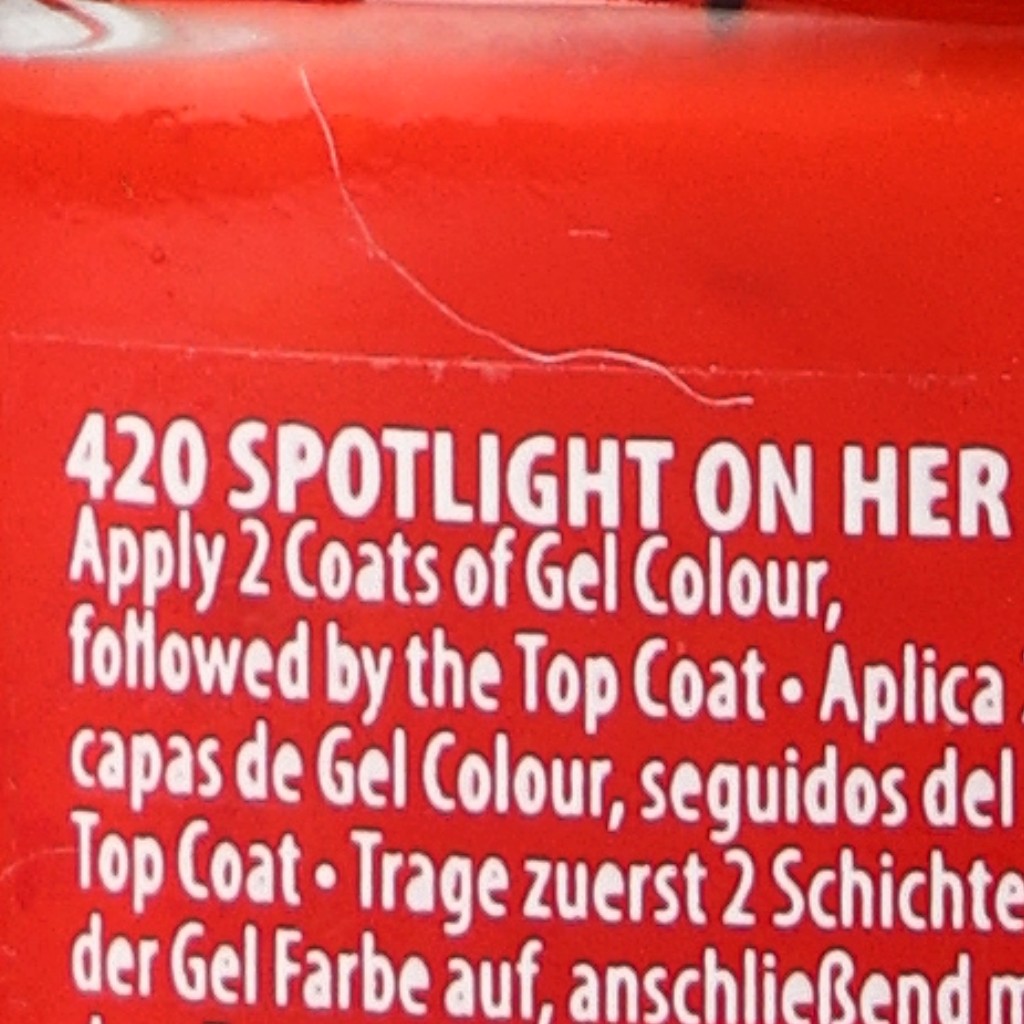 420 SPOTLIGHT ON HER
Apply 2 Coats of Gel Colour,
followed by the Top Coat • Aplica
capas de Gel Colour, seguidos del
Top Coat • Trage zuerst 2 Schichte
der Gel Farbe auf, anschließend m